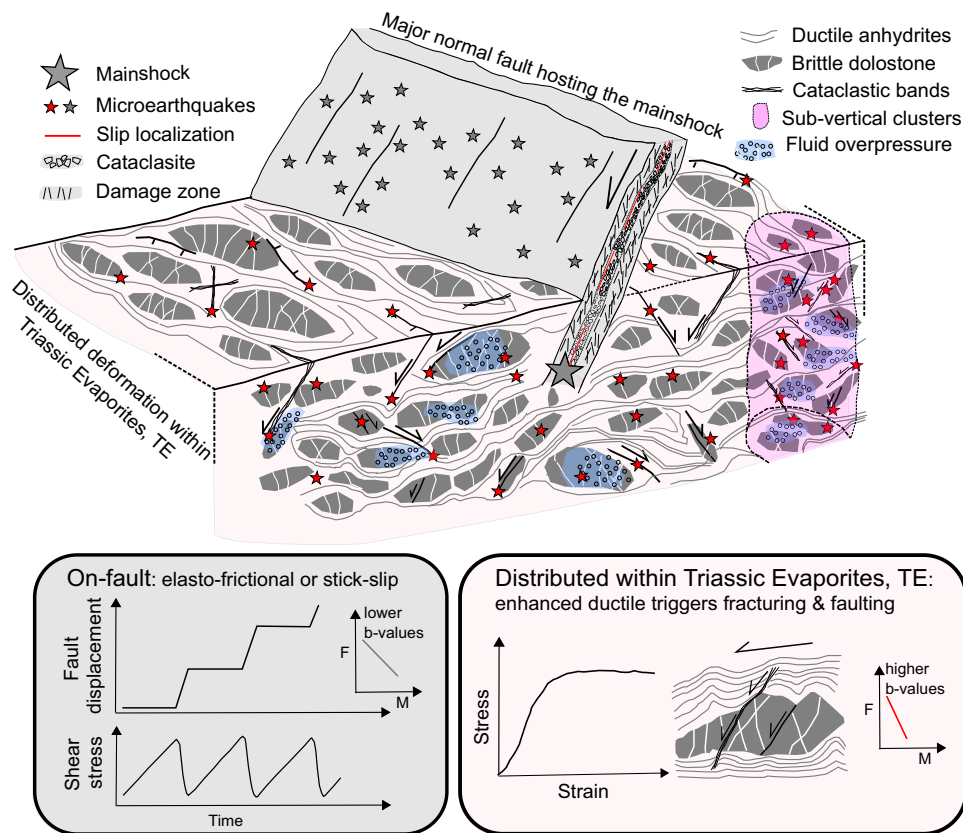 Mainshock
Microearthquakes
Slip localization
Cataclasite
Damage zone
Major normal fault hosting the mainshock
Ductile anhydrites
Brittle dolostone
Cataclastic bands
Sub-vertical clusters
Fluid overpressure
Distributed deformation within
Triassic Evaporites, TE
On-fault: elasto-frictional or stick-slip
Fault
displacement
lower
b-values
F
M
Shear
stress
Time
Distributed within Triassic Evaporites, TE:
enhanced ductile triggers fracturing & faulting
Stress
Strain
higher
b-values
F
M